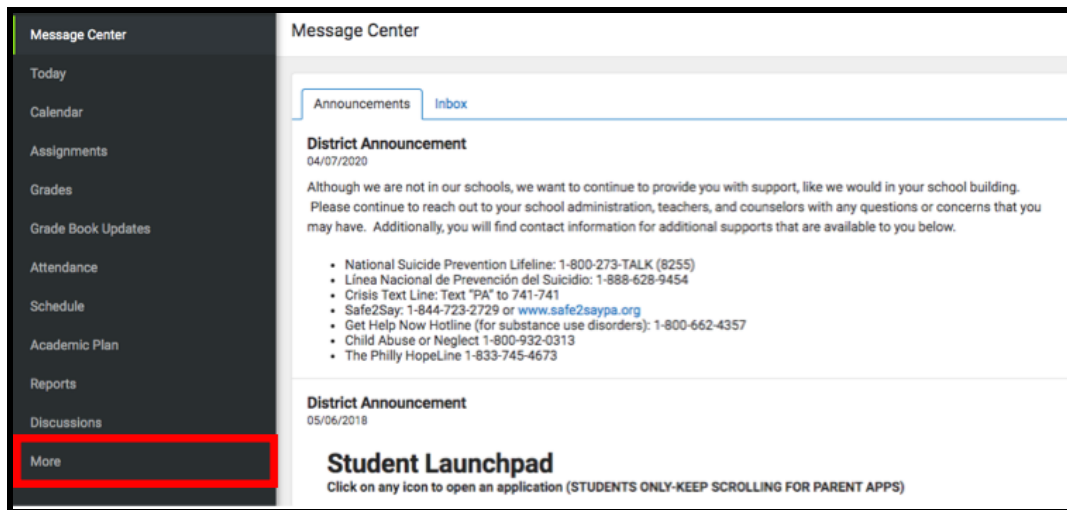 Message Center
Today
Calendar
Assignments
Grades
Grade Book Updates
Attendance
Schedule
Academic Plan
Reports
Discussions
More
Message Center
Announcements Inbox
District Announcement
04/07/2020
Although we are not in our schools, we want to continue to provide you with support, like we would in your school building.
Please continue to reach out to your school administration, teachers, and counselors with any questions or concerns that you
may have. Additionally, you will find contact information for additional supports that are available to you below.
• National Suicide Prevention Lifeline: 1-800-273-TALK (8255)
• Línea Nacional de Prevención del Suicidio: 1-888-628-9454
• Crisis Text Line: Text "PA" to 741-741
• Safe2Say: 1-844-723-2729 or www.safe2saypa.org
• Get Help Now Hotline (for substance use disorders): 1-800-662-4357
• Child Abuse or Neglect 1-800-932-0313
• The Philly HopeLine 1-833-745-4673
District Announcement
05/06/2018
Student Launchpad
Click on any icon to open an application (STUDENTS ONLY-KEEP SCROLLING FOR PARENT APPS)